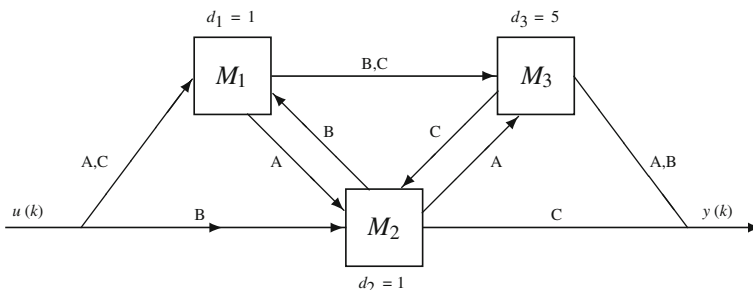 d₁ = 1
d₃ = 5
M₁
B,C
M₃
A,C
A
B
C
A
A,B
u (k)
B
M₂
C
y (k)
d₂ = 1